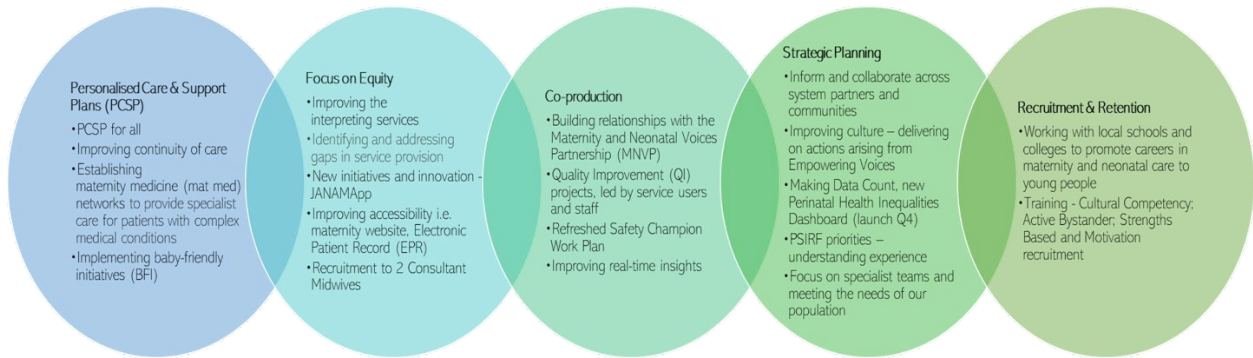 Personalised Care & Support
Plans (PCSP)
•PCSP for all
•Improving continuity of care
•Establishing
maternity medicine (mat med)
networks to provide specialist
care for patients with complex
medical conditions
•Implementing baby-friendly
initiatives (BFI)
Focus on Equity
•Improving the
interpreting services
•Identifying and addressing
gaps in service provision
•New initiatives and innovation -
JANAMApp
•Improving accessibility i.e.
maternity website, Electronic
Patient Record (EPR)
•Recruitment to 2 Consultant
Midwives
Co-production
•Building relationships with the
Maternity and Neonatal Voices
Partnership (MNVP)
•Quality Improvement (QI)
projects, led by service users
and staff
•Refreshed Safety Champion
Work Plan
•Improving real-time insights
Strategic Planning
•Inform and collaborate across
system partners and
communities
•Improving culture – delivering
on actions arising from
Empowering Voices
•Making Data Count, new
Perinatal Health Inequalities
Dashboard (launch Q4)
•PSIRF priorities –
understanding experience
•Focus on specialist teams and
meeting the needs of our
population
Recruitment & Retention
•Working with local schools and
colleges to promote careers in
maternity and neonatal care to
young people
•Training - Cultural Competency;
Active Bystander; Strengths
Based and Motivation
recruitment